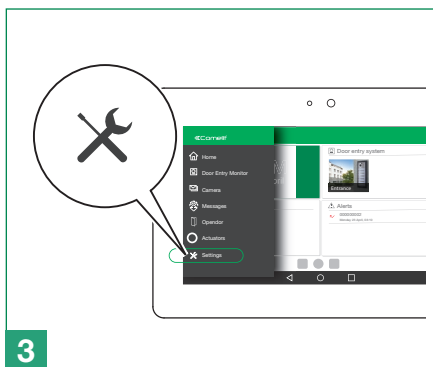 Comelit
Home
Door Entry Monitor
Camera
Messages
Opendor
Actuators
Settings
Door entry system
Entrance
Alerts
3